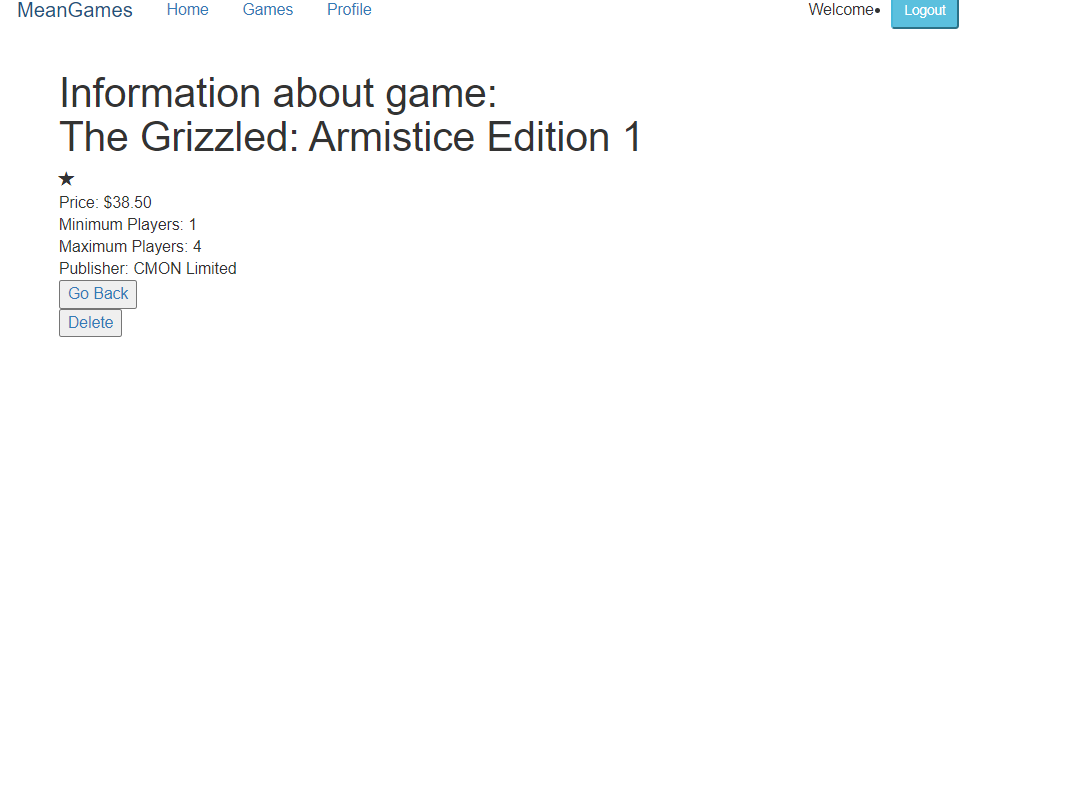 MeanGames Home Games Profile Welcome• Logout
Information about game:
The Grizzled: Armistice Edition 1
★
Price: $38.50
Minimum Players: 1
Maximum Players: 4
Publisher: CMON Limited
Go Back
Delete